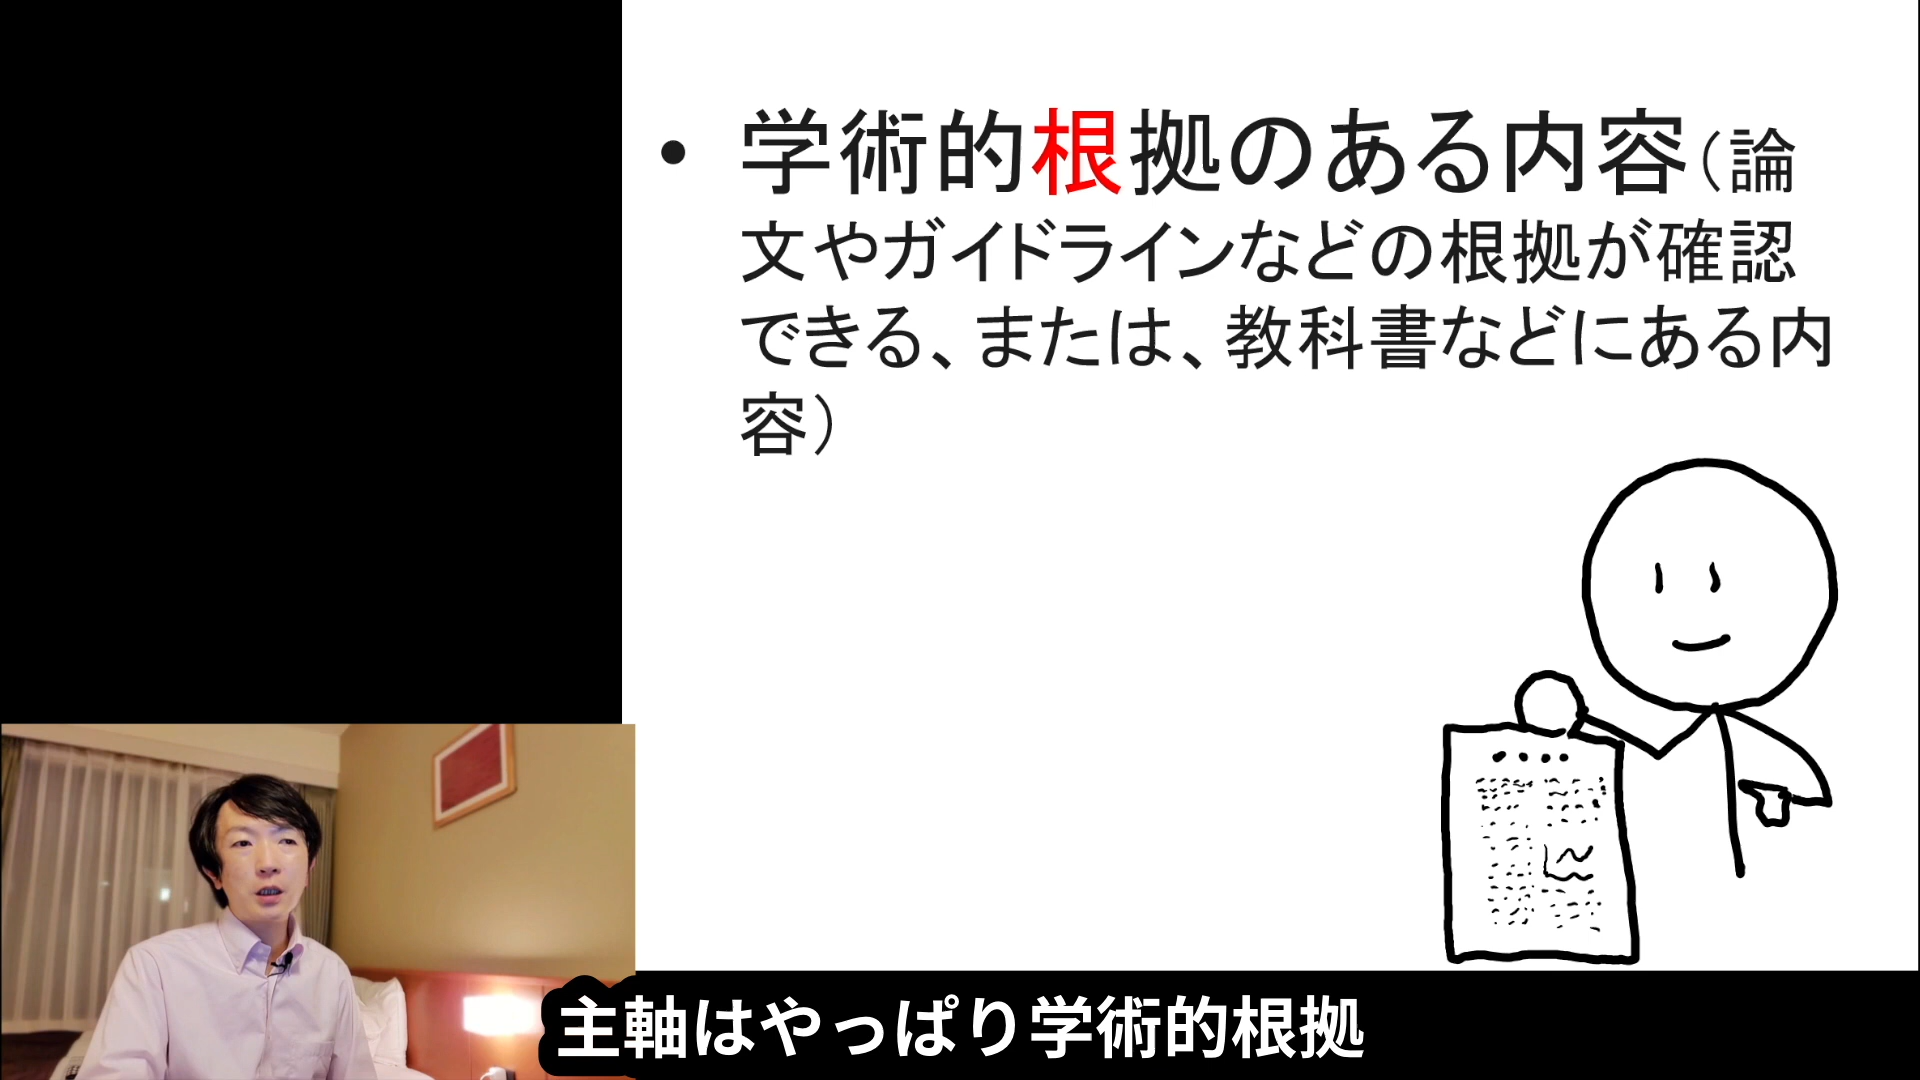 • 学術的根拠のある内容（論
文やガイドラインなどの根拠が確認
できる、または、教科書などにある内
容）
主軸はやっぱり学術的根拠